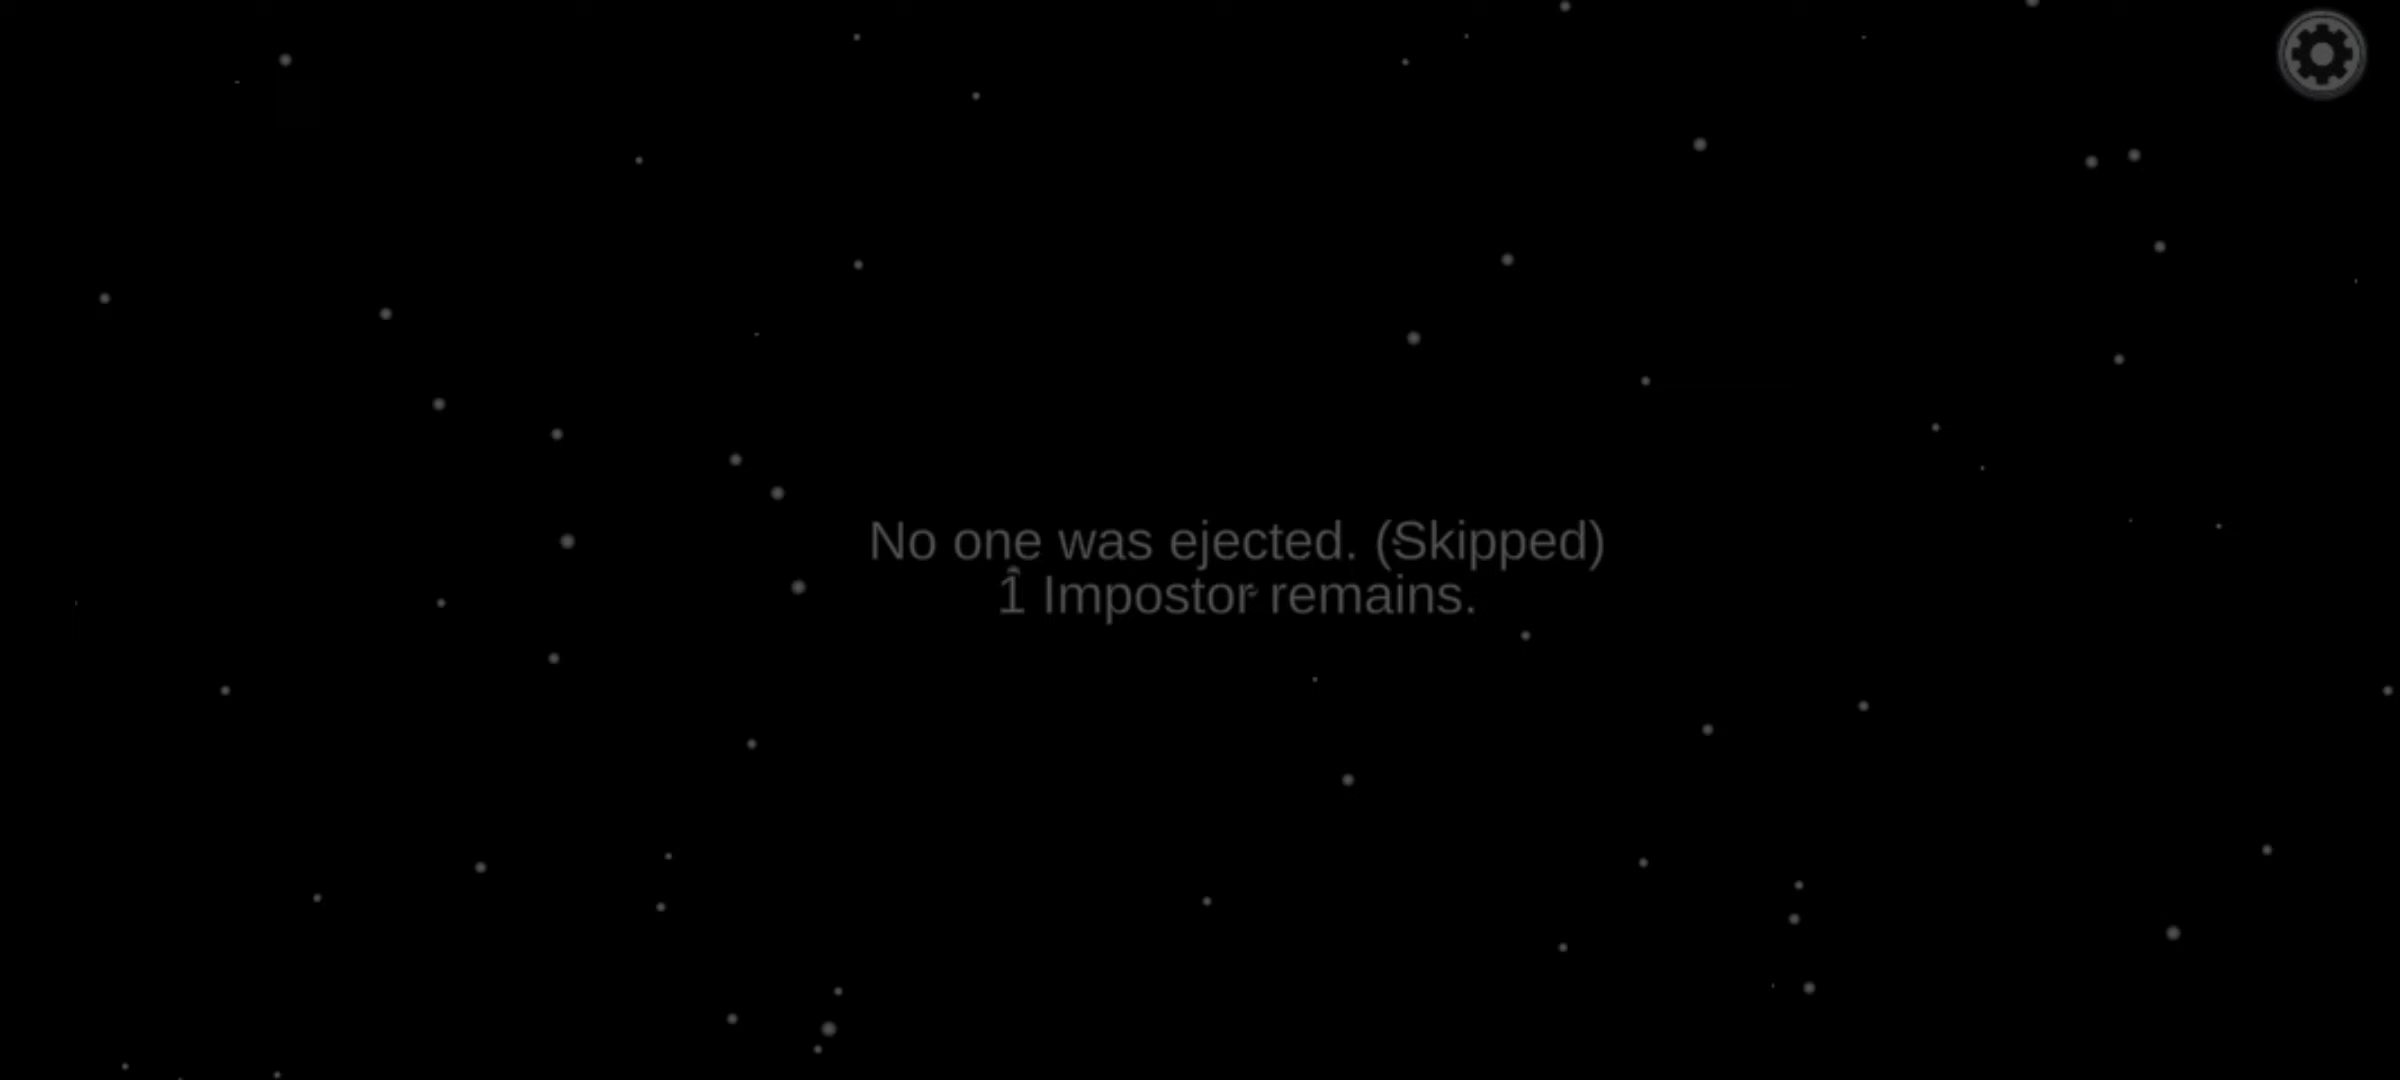 No one was ejected. (Skipped)
1 Impostor remains.